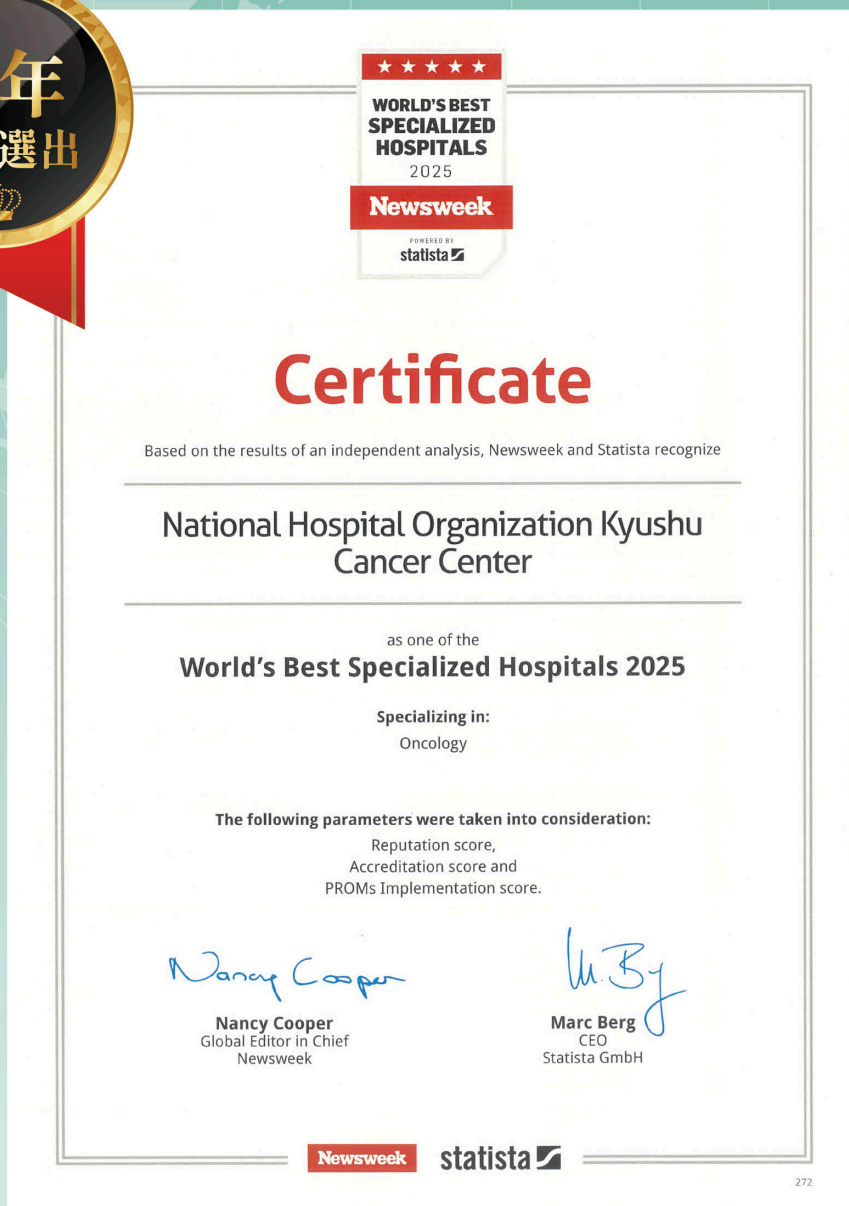 年
選出
WORLD'S BEST
SPECIALIZED
HOSPITALS
2025
Newsweek
POWERED BY
statista
Certificate
Based on the results of an independent analysis, Newsweek and Statista recognize
National Hospital Organization Kyushu
Cancer Center
as one of the
World's Best Specialized Hospitals 2025
Specializing in:
Oncology
The following parameters were taken into consideration:
Reputation score,
Accreditation score and
PROMs Implementation score.
Nancy Cooper
M. By
Nancy Cooper
Global Editor in Chief
Newsweek
Marc Berg
CEO
Statista GmbH
Newsweek
statista
272